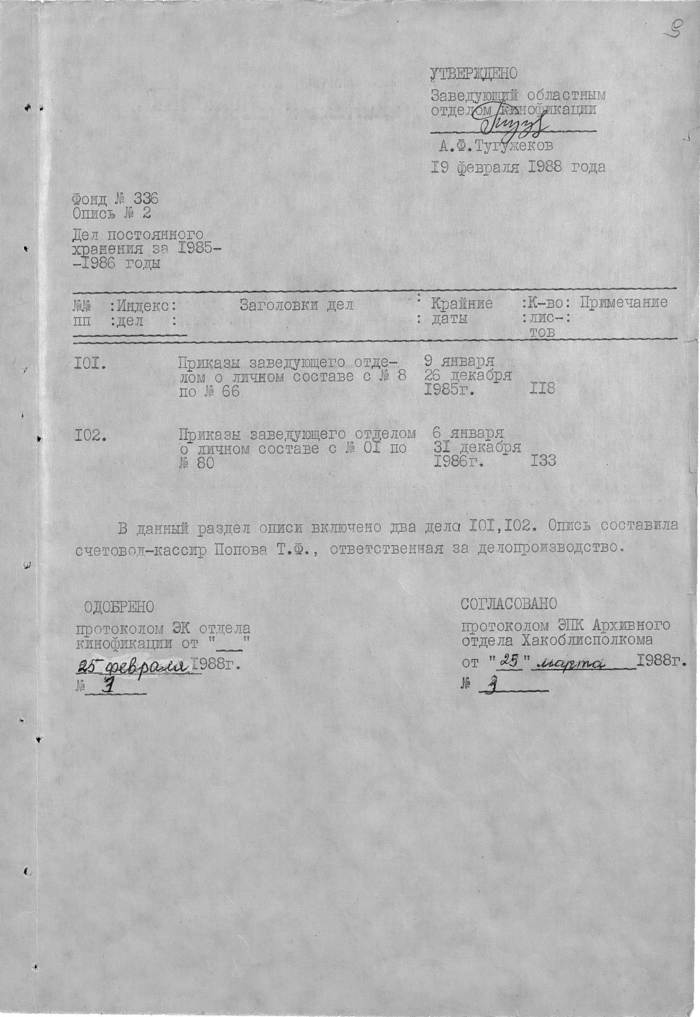 УТВЕРЖДЕНО
Заведующий областным
отделом кинофикации
А.Ф.Тугужеков
19 февраля 1988 года
Фонд № 336
Опись № 2
Дел постоянного
хранения за 1985-
-1986 годы
№№ :Индекс: Заголовки дел : Крайние :К-во: Примечание
пп :дел : : даты :лис-:
тов
101. Приказы заведующего отде- 9 января
лом о личном составе с № 8 26 декабря
по № 66 1985г. 118
102. Приказы заведующего отделом 6 января
о личном составе с № 01 по 31 декабря
№ 80 1986г. 133
В данный раздел описи включено два дела 101,102. Опись составила
счетовод-кассир Попова Т.Ф., ответственная за делопроизводство.
ОДОБРЕНО
протоколом ЭК отдела
кинофикации от "___"
25 февраля 1988г.
№
СОГЛАСОВАНО
протоколом ЭПК Архивного
отдела Хакоблисполкома
от "25" марта 1988г.
№ 3